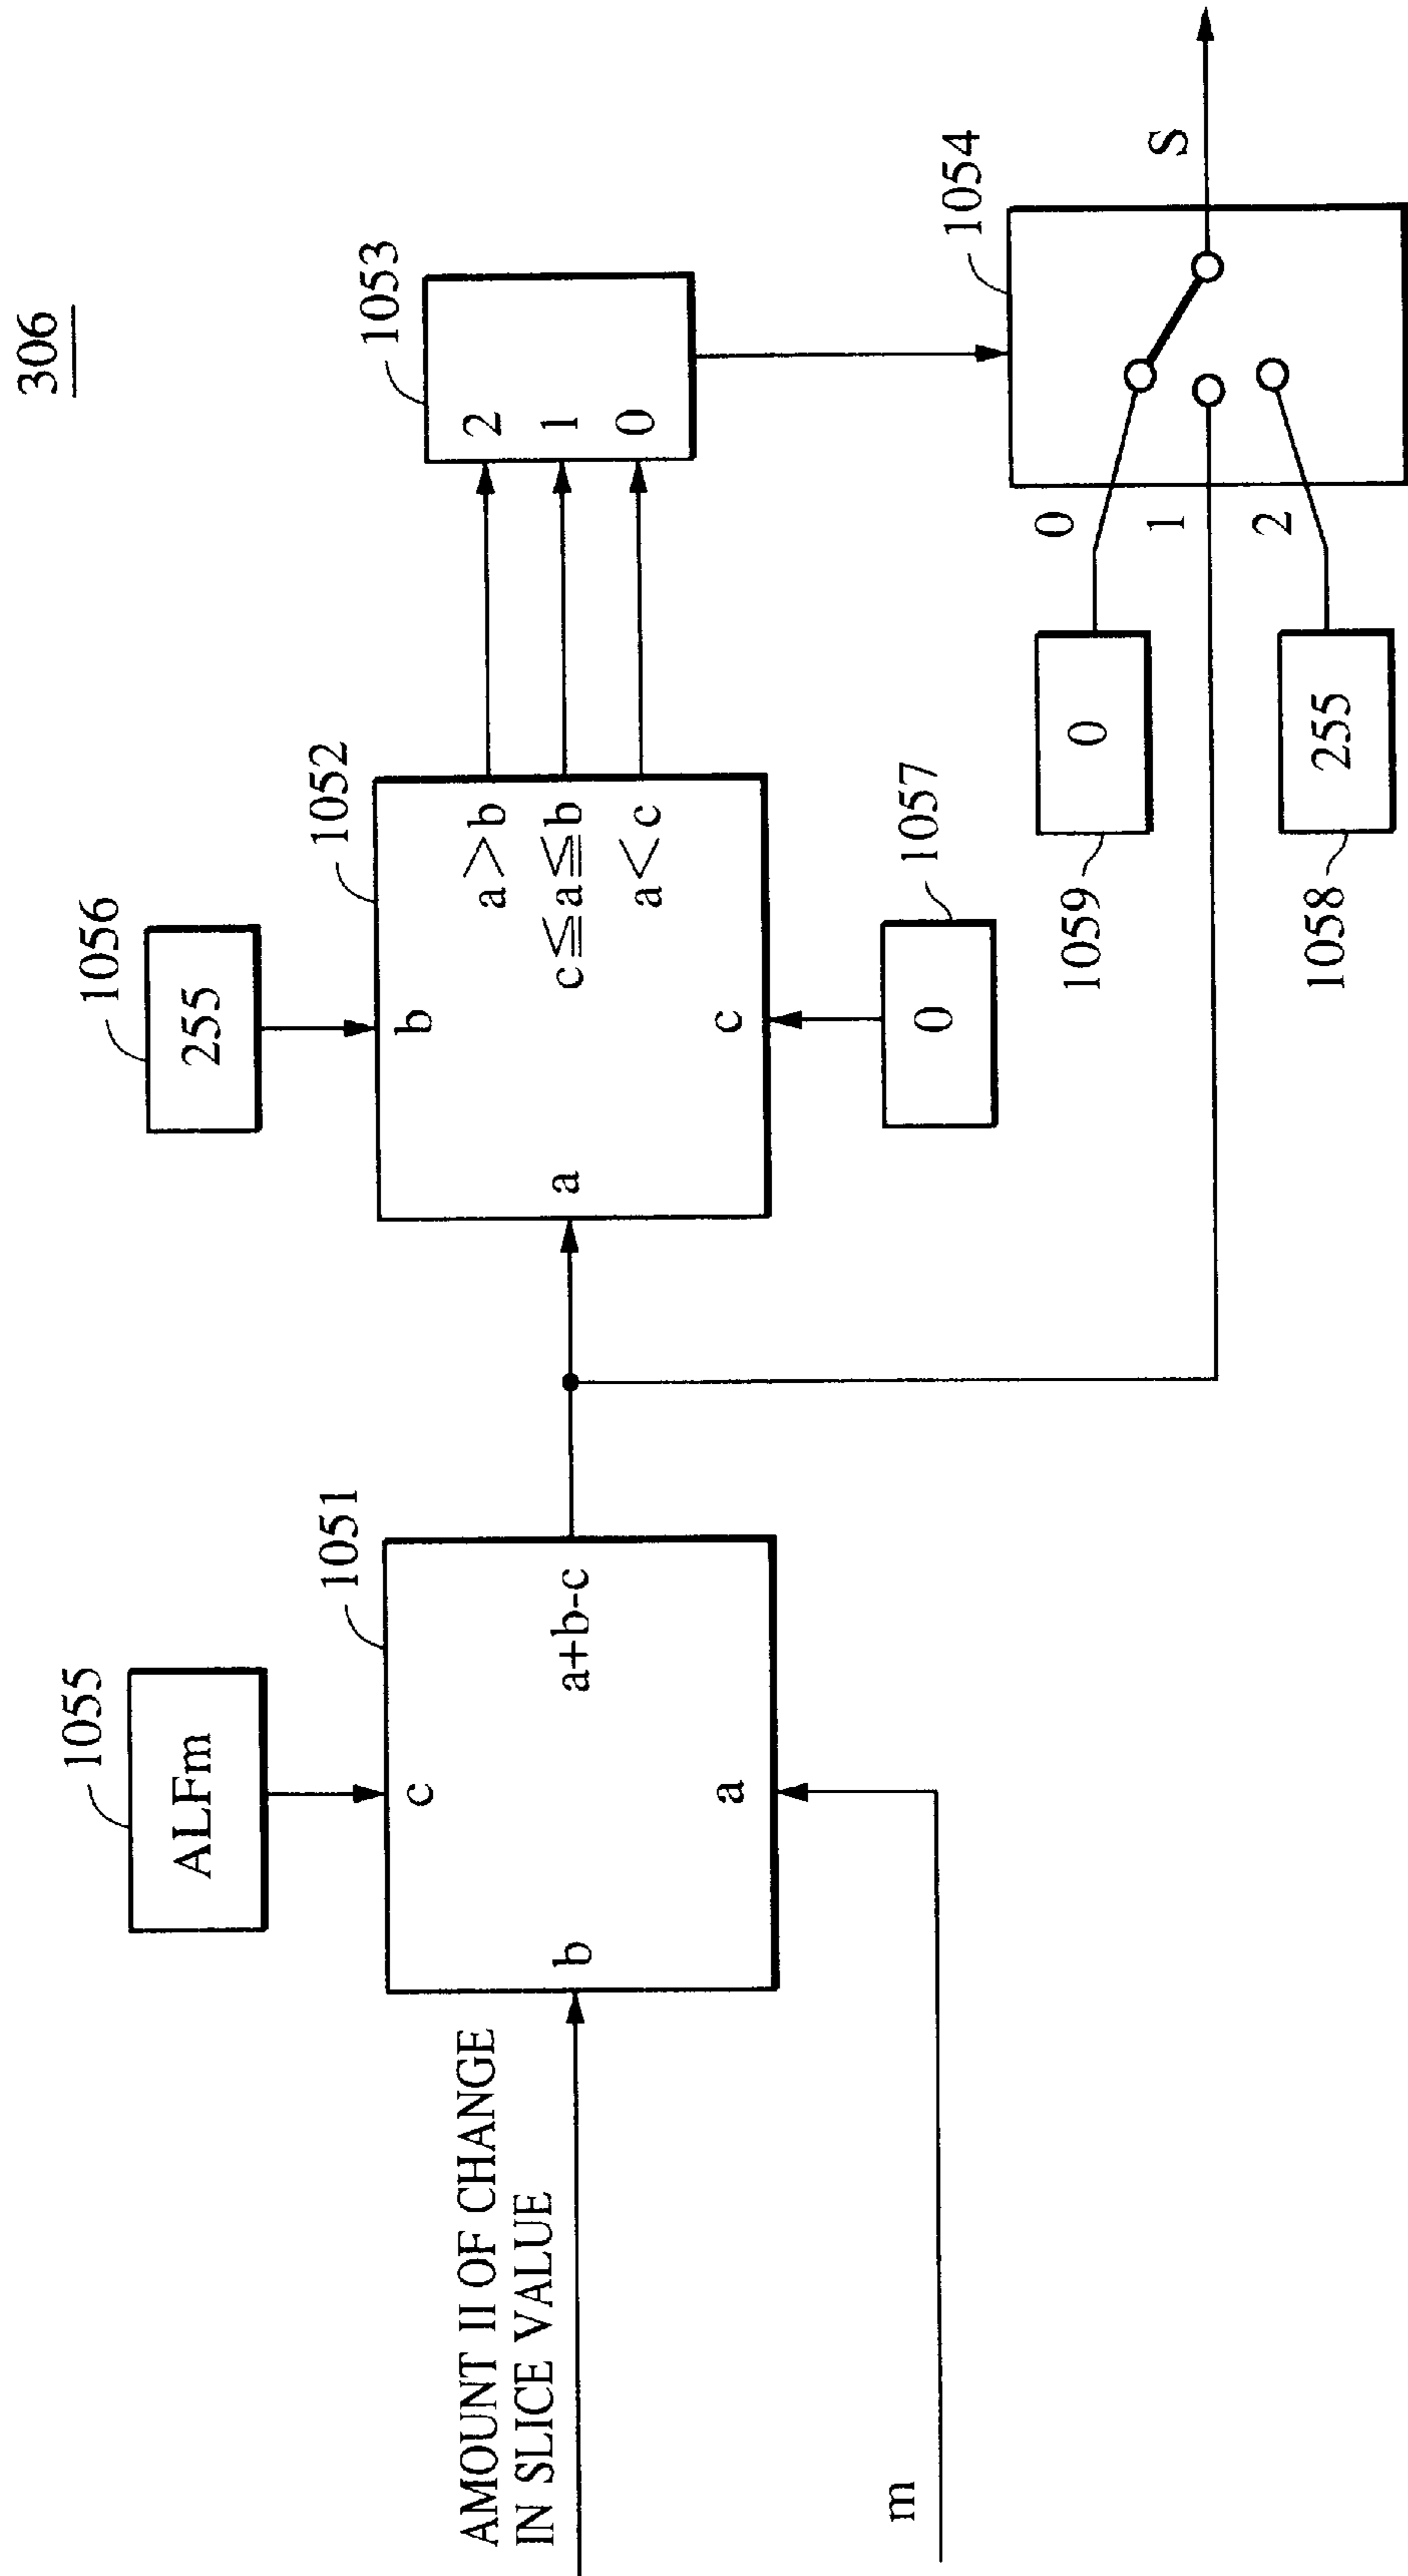 306
1055
ALFm
1051
c
b
a+b-c
a
AMOUNT II OF CHANGE
IN SLICE VALUE
m
1056
255
1052
b
a
a>b
c≦a≦b
a<c
c
0
1057
1053
2
1
0
1054
0
1
2
S
0
1059
255
1058